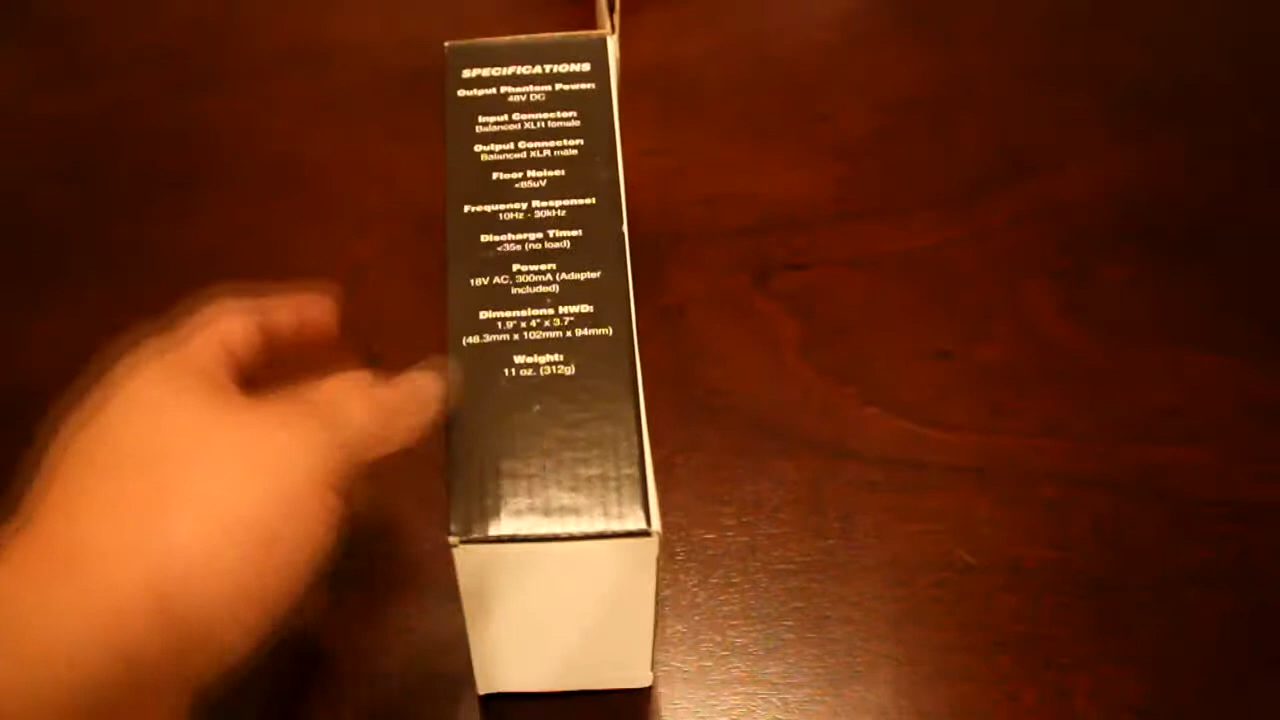 SPECIFICATIONS
Output Phantom Power:
48V DC
Input Connector:
Balanced XLR female
Output Connector:
Balanced XLR male
Floor Noise:
<85uV
Frequency Response:
10Hz - 30kHz
Discharge Time:
<35s (no load)
Power:
18V AC, 300mA (Adapter
included)
Dimensions HWD:
1.9" x 4" x 3.7"
(48.3mm x 102mm x 94mm)
Weight:
11 oz. (312g)